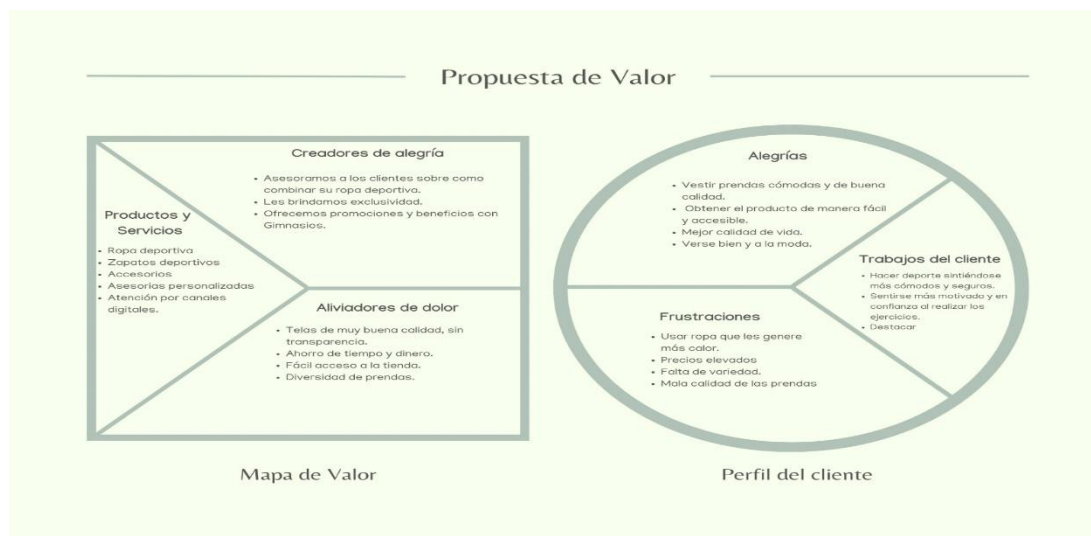 Propuesta de Valor
Creadores de alegría
• Asesoramos a los clientes sobre como
combinar su ropa deportiva.
• Les brindamos exclusividad.
• Ofrecemos promociones y beneficios con
Gimnasios.
Productos y
Servicios
• Ropa deportiva
• Zapatos deportivos
• Accesorios
• Asesorias personalizadas
• Atención por canales
digitales.
Aliviadores de dolor
• Telas de muy buena calidad, sin
transparencia.
• Ahorro de tiempo y dinero.
• Fácil acceso a la tienda.
• Diversidad de prendas.
Mapa de Valor
Alegrías
• Vestir prendas cómodas y de buena
calidad.
• Obtener el producto de manera fácil
y accesible.
• Mejor calidad de vida.
• Verse bien y a la moda.
Trabajos del cliente
• Hacer deporte sintiéndose
más cómodos y seguros.
• Sentirse más motivado y en
confianza al realizar los
ejercicios.
• Destacar
Frustraciones
• Usar ropa que les genere
más calor.
• Precios elevados
• Falta de variedad.
• Mala calidad de las prendas
Perfil del cliente